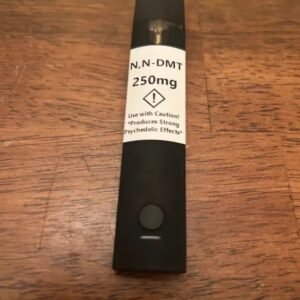 N,N-DMT
250mg
!
Use with Caution!
*Produces Strong
Psychedelic Effects*